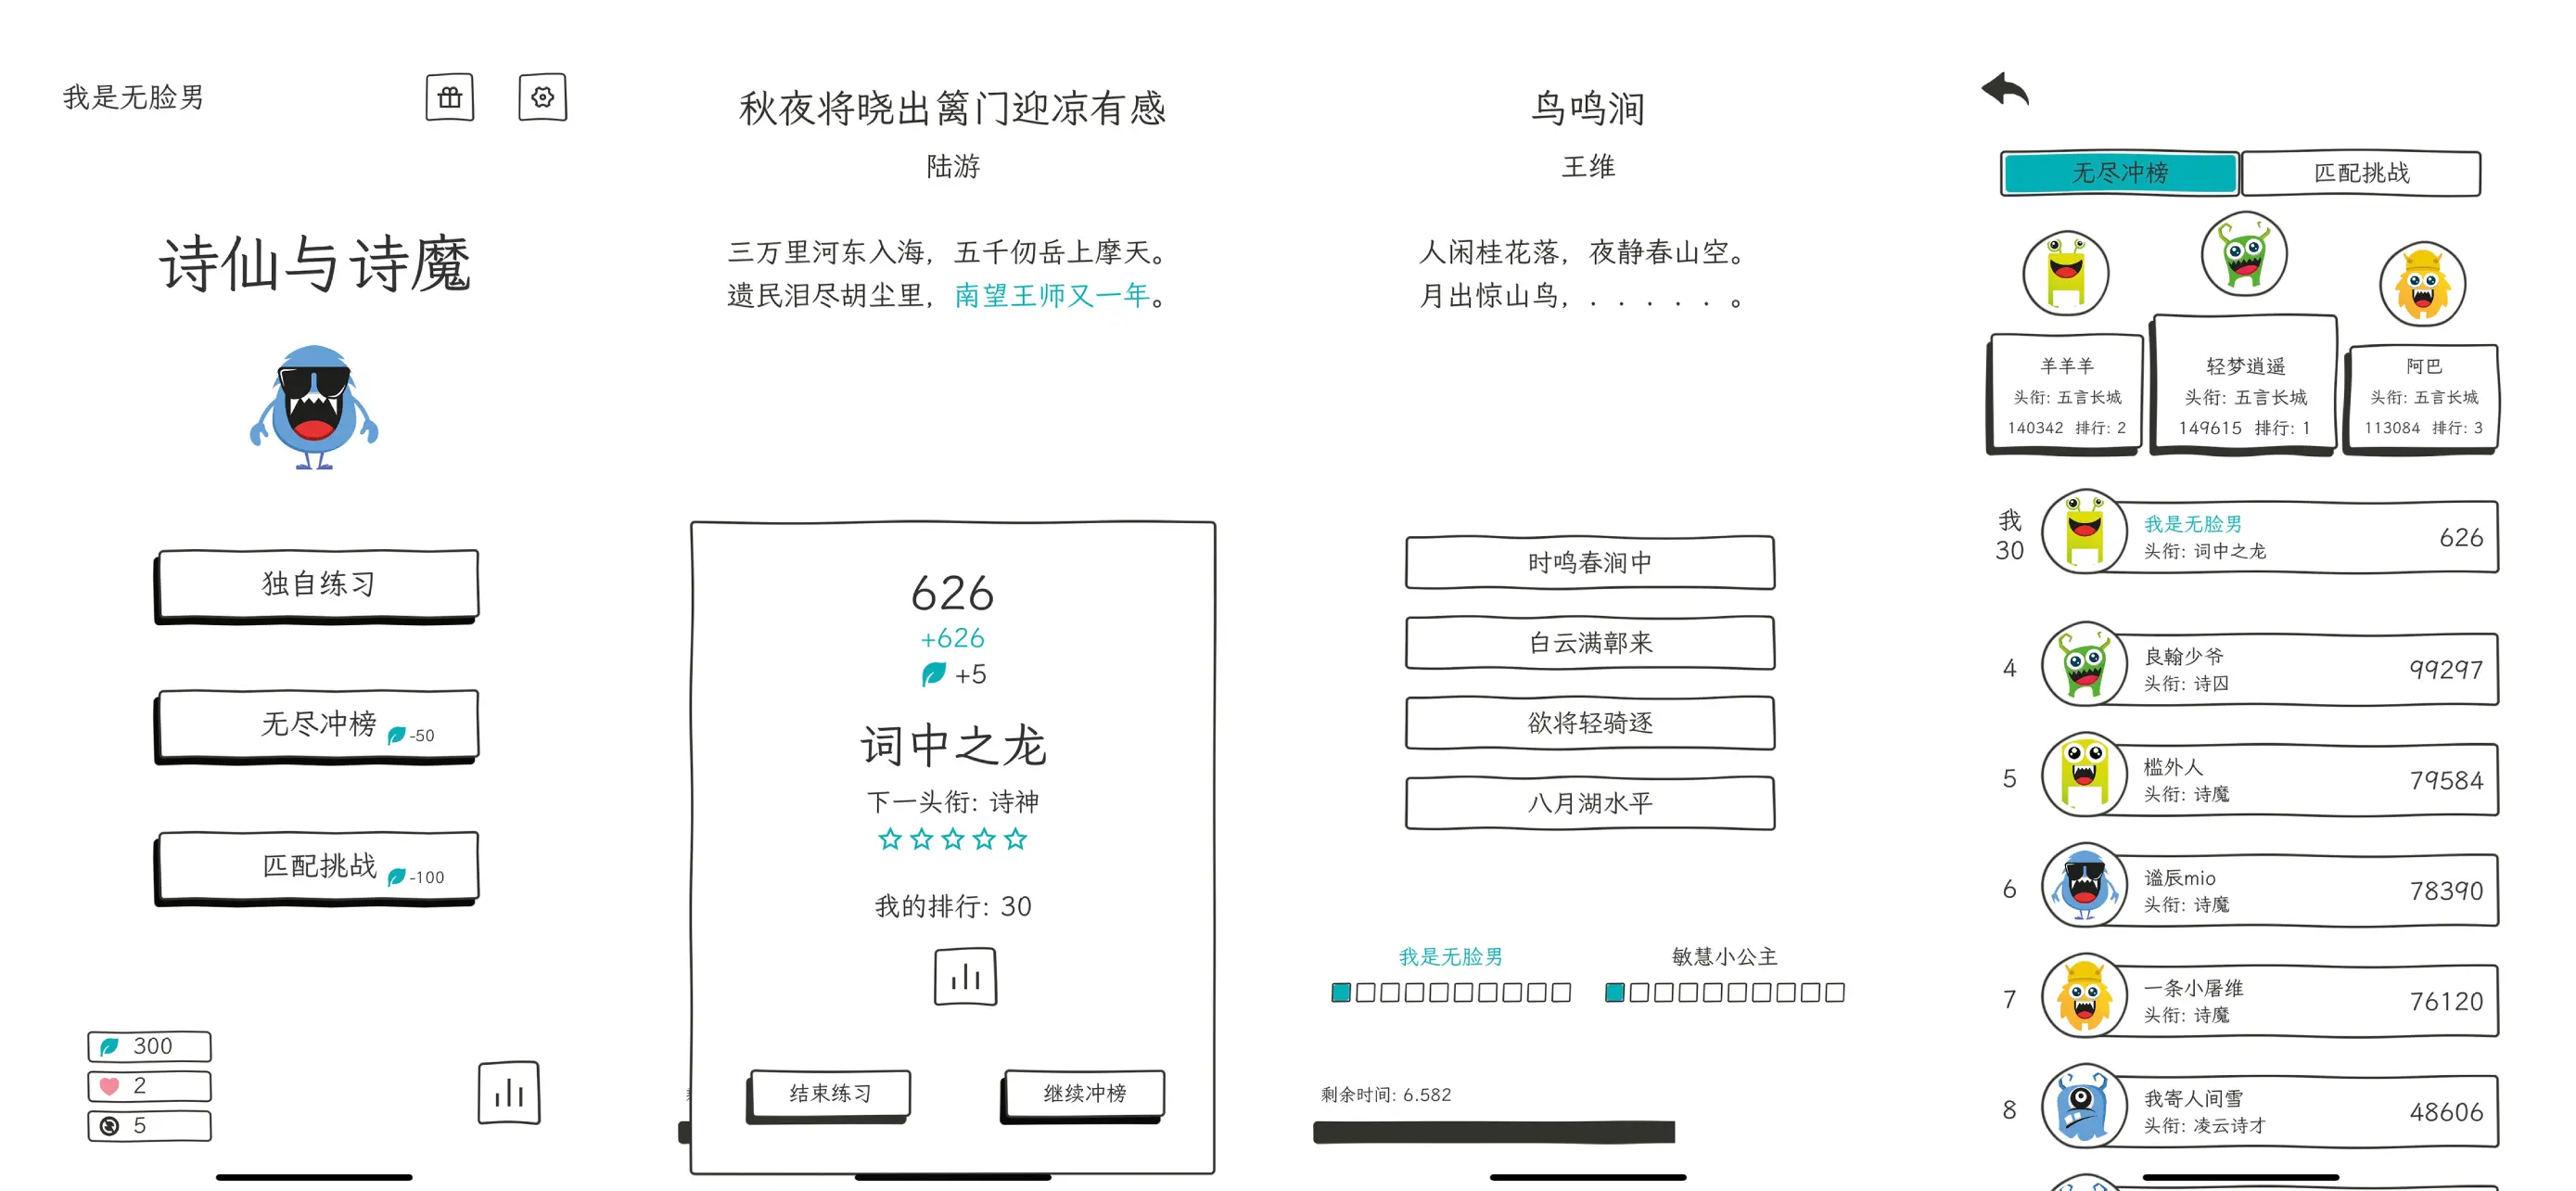 我是无脸男
诗仙与诗魔
独自练习
无尽冲榜 -50
匹配挑战 -100
300
2
5
秋夜将晓出篱门迎凉有感
陆游
三万里河东入海，五千仞岳上摩天。
遗民泪尽胡尘里，南望王师又一年。
626
+626
+5
词中之龙
下一头衔: 诗神
我的排行: 30
结束练习
继续冲榜
鸟鸣涧
王维
人闲桂花落，夜静春山空。
月出惊山鸟，. . . . . 。
时鸣春涧中
白云满鄣来
欲将轻骑逐
八月湖水平
我是无脸男
敏慧小公主
剩余时间: 6.582
无尽冲榜
匹配挑战
羊羊羊
头衔: 五言长城
140342 排行: 2
轻梦逍遥
头衔: 五言长城
149615 排行: 1
阿巴
头衔: 五言长城
113084 排行: 3
我
30
我是无脸男
头衔: 词中之龙
626
4
良翰少爷
头衔: 诗囚
99297
5
槛外人
头衔: 诗魔
79584
6
谧辰mio
头衔: 诗魔
78390
7
一条小屠维
头衔: 诗魔
76120
8
我寄人间雪
头衔: 凌云诗才
48606